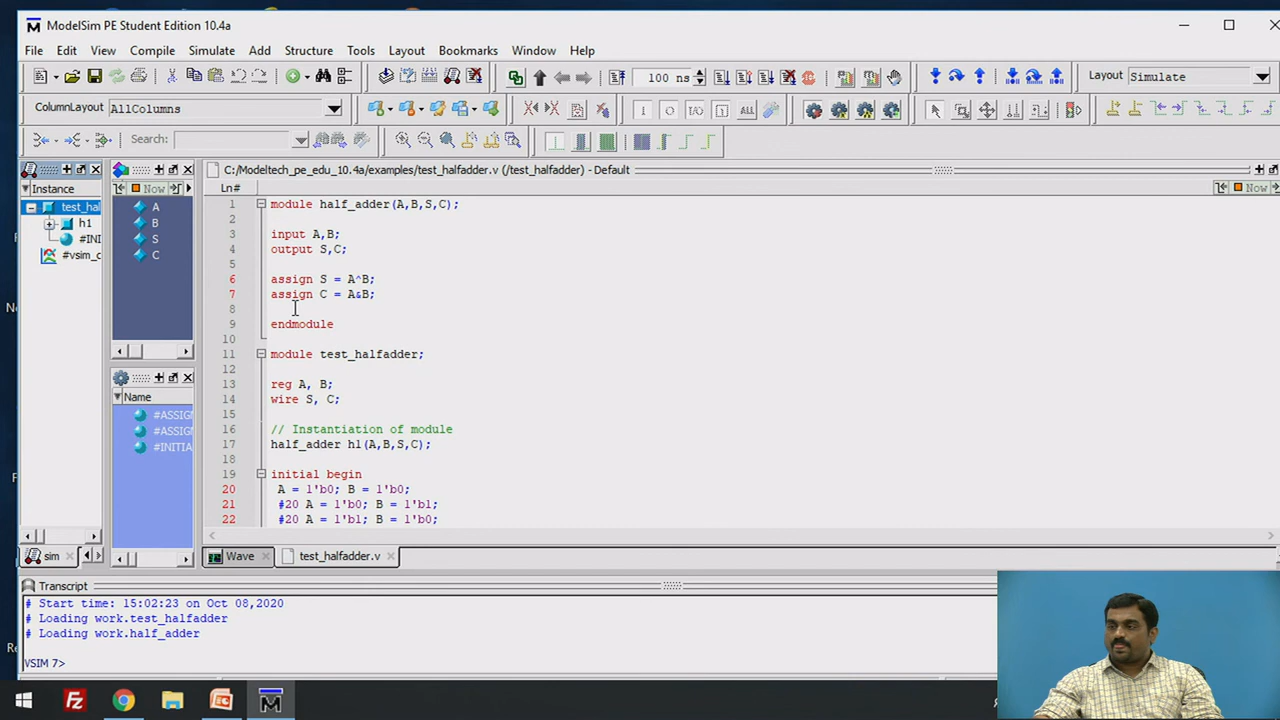 ModelSim PE Student Edition 10.4a
File Edit View Compile Simulate Add Structure Tools Layout Bookmarks Window Help
100 ns
Layout Simulate
ColumnLayout AllColumns
Search:
Instance
test_ha
h1
#INI
#vsim_c
Now
A
B
S
C
Name
#ASSIG
#ASSIG
#INITIA
sim
C:/Modeltech_pe_edu_10.4a/examples/test_halfadder.v (/test_halfadder) - Default
Ln#
Now
1 module half_adder(A,B,S,C);
2
3 input A,B;
4 output S,C;
5
6 assign S = A^B;
7 assign C = A&B;
8
9 endmodule
10
11 module test_halfadder;
12
13 reg A, B;
14 wire S, C;
15
16 // Instantiation of module
17 half_adder h1(A,B,S,C);
18
19 initial begin
20 A = 1'b0; B = 1'b0;
21 #20 A = 1'b0; B = 1'b1;
22 #20 A = 1'b1; B = 1'b0;
Wave
test_halfadder.v
Transcript
# Start time: 15:02:23 on Oct 08,2020
# Loading work.test_halfadder
# Loading work.half_adder
VSIM 7>